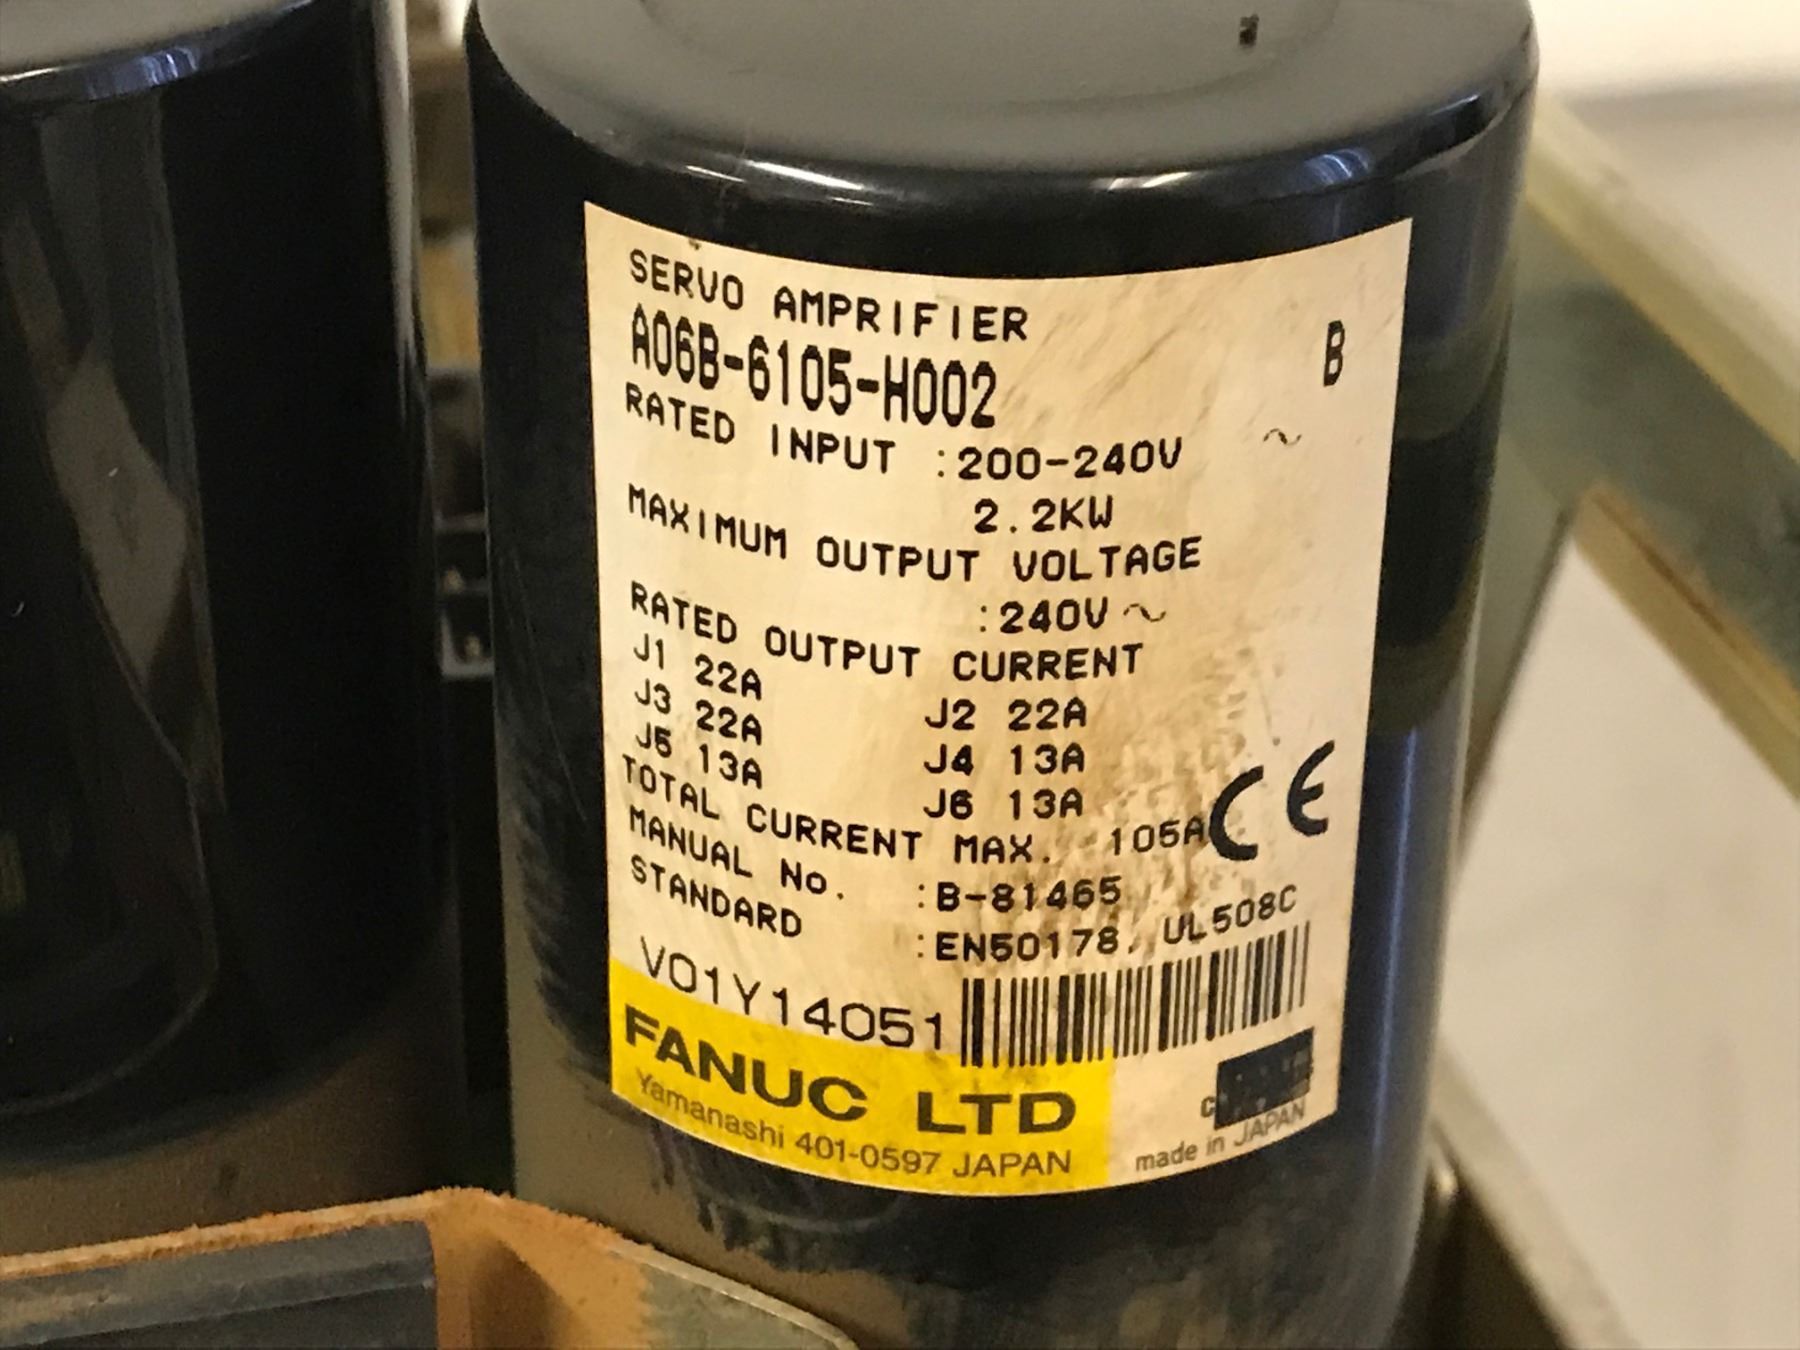 SERVO AMPRIFIER
A06B-6105-H002 B
RATED INPUT :200-240V ~
2.2KW
MAXIMUM OUTPUT VOLTAGE
:240V ~
RATED OUTPUT CURRENT
J1 22A J2 22A
J3 22A J4 13A
J5 13A J6 13A
TOTAL CURRENT MAX. 105A CE
MANUAL No. :B-81465
STANDARD :EN50178, UL508C
V01Y14051
FANUC LTD
Yamanashi 401-0597 JAPAN
made in JAPAN